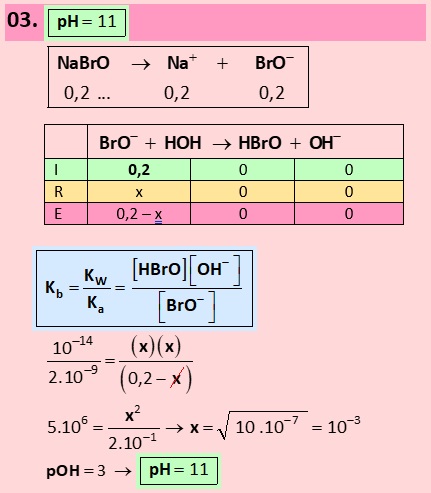 03. pH = 11
NaBrO → Na⁺ + BrO⁻
0,2 ... 0,2 0,2
BrO⁻ + HOH → HBrO + OH⁻
I 0,2 0 0
R x 0 0
E 0,2 – x 0 0
K_b = K_W / K_a = [HBrO][OH⁻] / [BrO⁻]
10⁻¹⁴ / 2.10⁻⁹ = (x)(x) / (0,2 – x)
5.10⁶ = x² / 2.10⁻¹ → x = √(10 .10⁻⁷) = 10⁻³
pOH = 3 → pH = 11